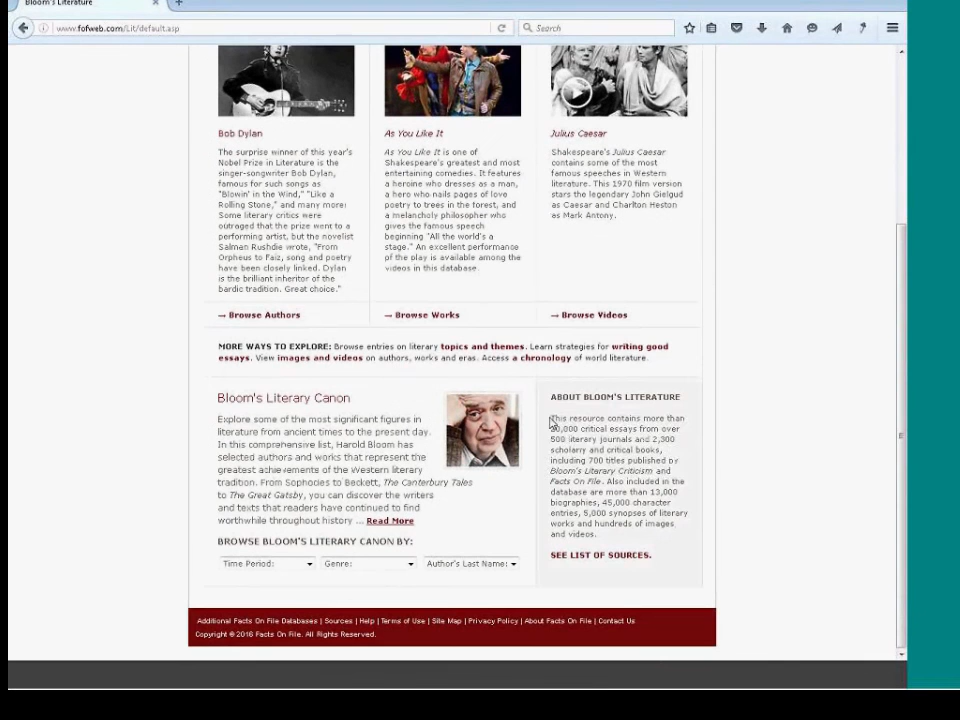 Bloom's Literature
www.fofweb.com/Lit/default.asp
Search
Bob Dylan
The surprise winner of this year's
Nobel Prize in Literature is the
singer-songwriter Bob Dylan,
famous for such songs as
"Blowin' in the Wind," "Like a
Rolling Stone," and many more!
Some literary critics were
outraged that the prize went to a
performing artist, but the novelist
Salman Rushdie wrote, "From
Orpheus to Faiz, song and poetry
have been closely linked. Dylan
is the brilliant inheritor of the
bardic tradition. Great choice."
→ Browse Authors
As You Like It
As You Like It is one of
Shakespeare's greatest and most
entertaining comedies. It features
a heroine who dresses as a man,
a hero who nails pages of love
poetry to trees in the forest, and
a melancholy philosopher who
gives the famous speech
beginning "All the world's a
stage." An excellent performance
of the play is available among the
videos in this database.
→ Browse Works
Julius Caesar
Shakespeare's Julius Caesar
contains some of the most
famous speeches in Western
literature. This 1970 film version
stars the legendary John Gielgud
as Caesar and Charlton Heston
as Mark Antony.
→ Browse Videos
MORE WAYS TO EXPLORE: Browse entries on literary topics and themes. Learn strategies for writing good
essays. View images and videos on authors, works and eras. Access a chronology of world literature.
Bloom's Literary Canon
Explore some of the most significant figures in
literature from ancient times to the present day.
In this comprehensive list, Harold Bloom has
selected authors and works that represent the
greatest achievements of the Western literary
tradition. From Sophocles to Beckett, The Canterbury Tales
to The Great Gatsby, you can discover the writers
and texts that readers have continued to find
worthwhile throughout history ... Read More
BROWSE BLOOM'S LITERARY CANON BY:
Time Period: Genre: Author's Last Name:
ABOUT BLOOM'S LITERATURE
This resource contains more than
critical essays from over
500 literary journals and 2,300
scholarly and critical books,
including 700 titles published by
Bloom's Literary Criticism and
Facts On File. Also included in the
database are more than 13,000
biographies, 45,000 character
entries, 5,000 synopses of literary
works and hundreds of images
and videos.
SEE LIST OF SOURCES.
Additional Facts On File Databases | Sources | Help | Terms of Use | Site Map | Privacy Policy | About Facts On File | Contact Us
Copyright © 2016 Facts On File. All Rights Reserved.